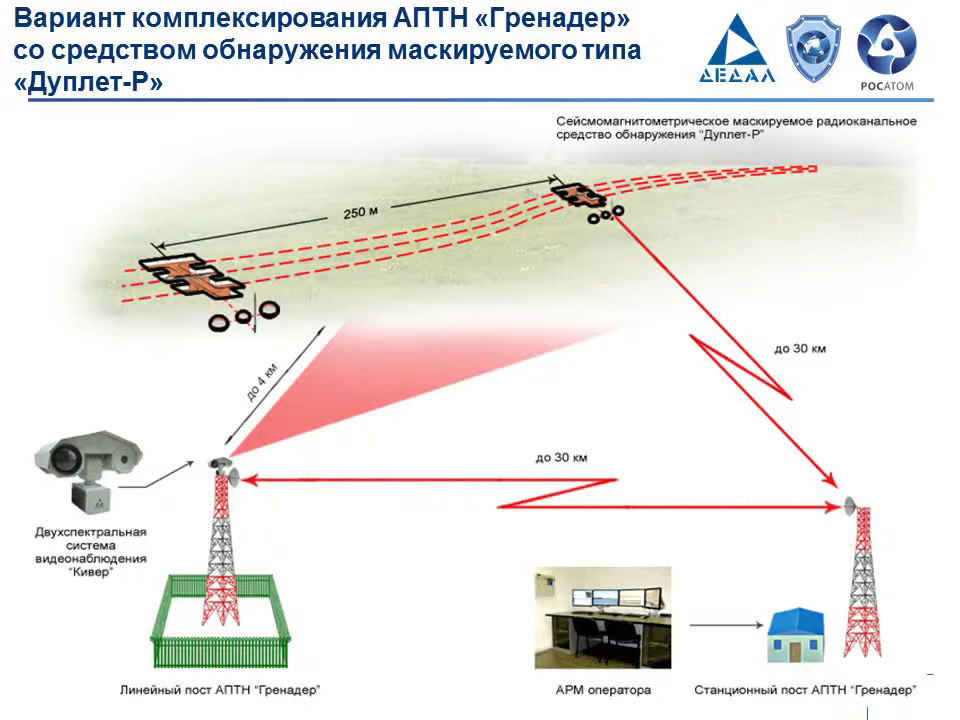 Вариант комплексирования АПТН «Гренадер»
со средством обнаружения маскируемого типа
«Дуплет-Р»
ДЕДАЛ
РОСАТОМ
Сейсмомагнитометрическое маскируемое радиоканальное
средство обнаружения "Дуплет-Р"
250 м
до 30 км
до 4 км
до 30 км
Двухспектральная
система
видеонаблюдения
"Кивер"
Линейный пост АПТН "Гренадер"
АРМ оператора
Станционный пост АПТН "Гренадер"